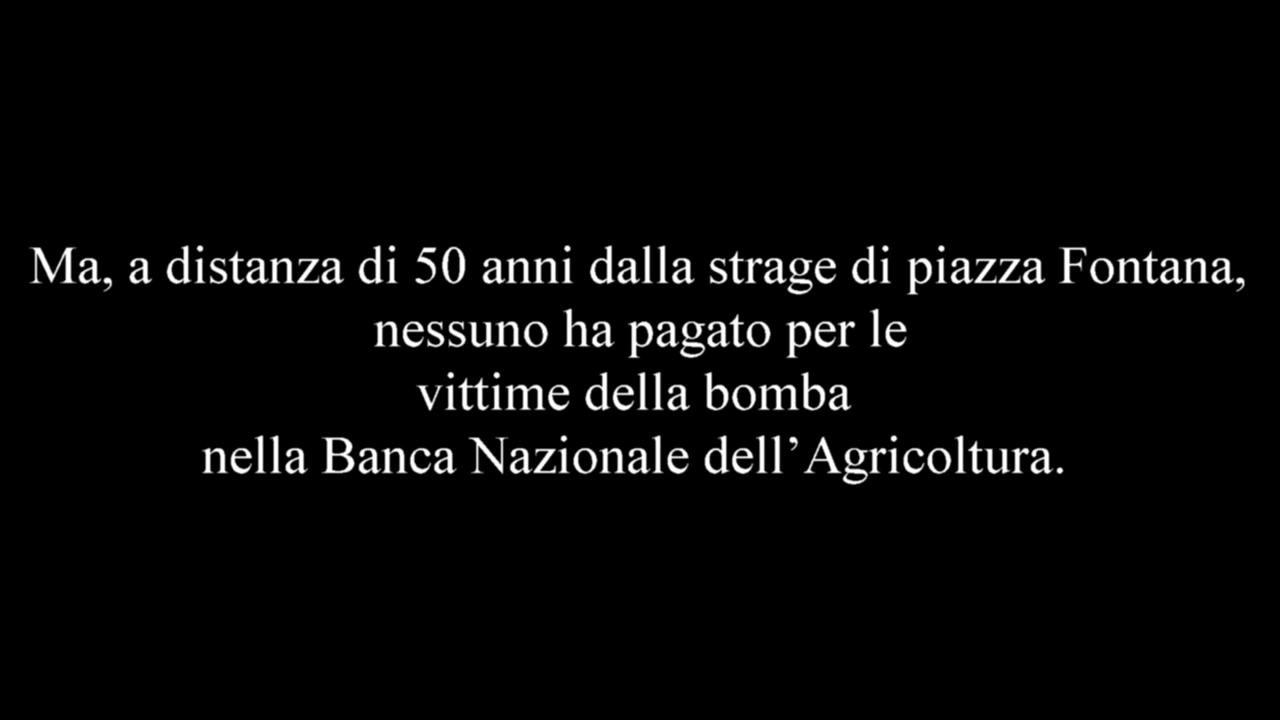 Ma, a distanza di 50 anni dalla strage di piazza Fontana,
nessuno ha pagato per le
vittime della bomba
nella Banca Nazionale dell’Agricoltura.